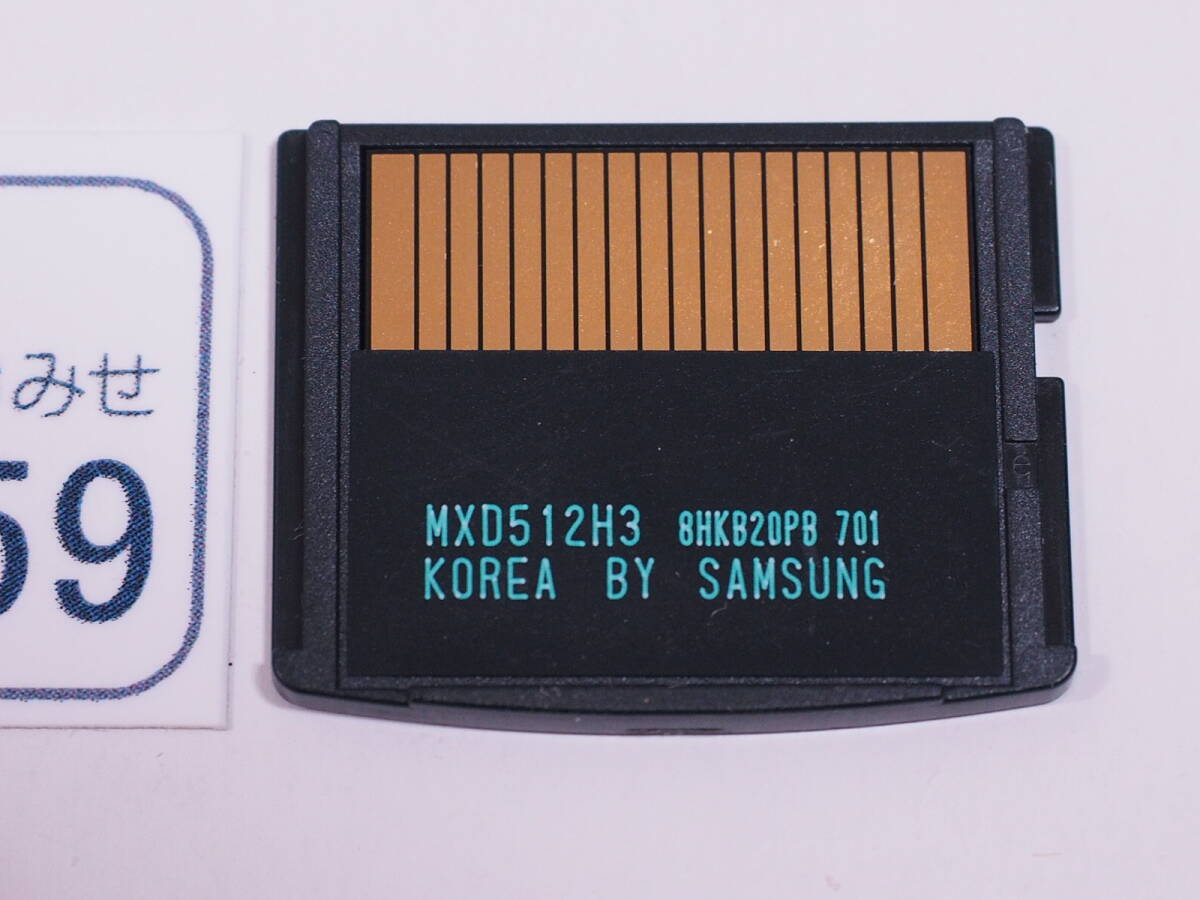 みせ
59
MXD512H3 8HKB20PB 701
KOREA BY SAMSUNG